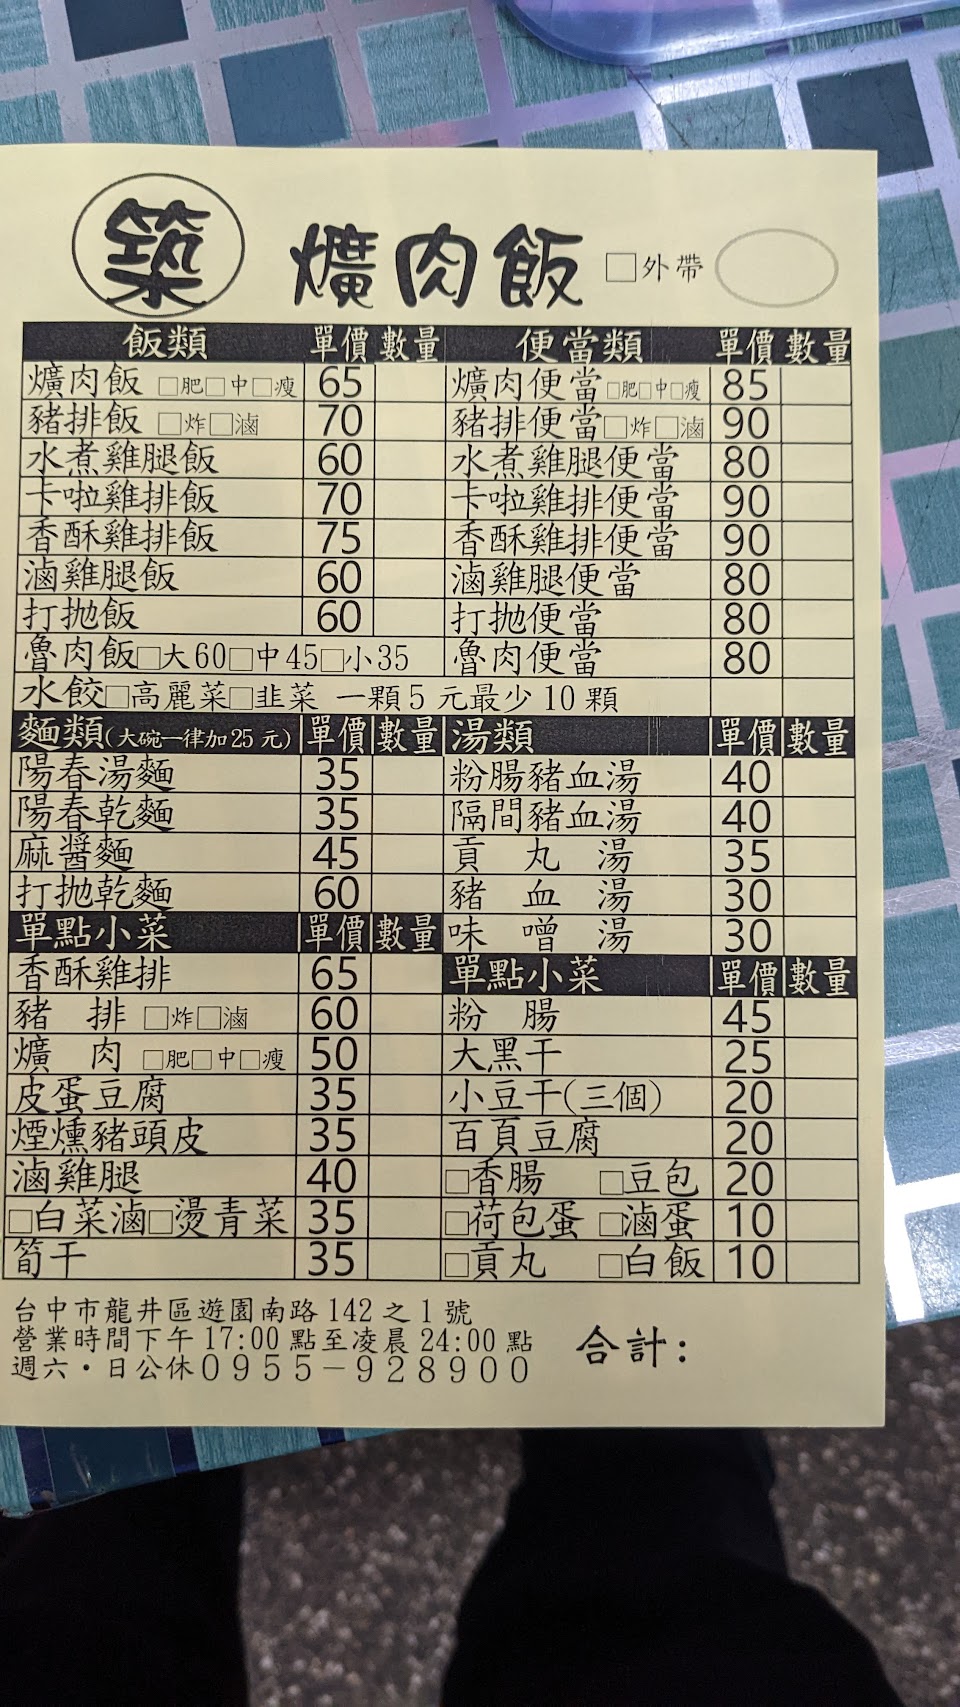 築 爌肉飯 □外帶
飯類 單價 數量 便當類 單價 數量
爌肉飯 □肥□中□瘦 65 爌肉便當□肥□中□瘦 85
豬排飯 □炸□滷 70 豬排便當□炸□滷 90
水煮雞腿飯 60 水煮雞腿便當 80
卡啦雞排飯 70 卡啦雞排便當 90
香酥雞排飯 75 香酥雞排便當 90
滷雞腿飯 60 滷雞腿便當 80
打拋飯 60 打拋便當 80
魯肉飯□大60□中45□小35 魯肉便當 80
水餃□高麗菜□韭菜 一顆5元最少10顆
麵類(大碗一律加25元) 單價 數量 湯類 單價 數量
陽春湯麵 35 粉腸豬血湯 40
陽春乾麵 35 隔間豬血湯 40
麻醬麵 45 貢丸湯 35
打拋乾麵 60 豬血湯 30
單點小菜 單價 數量 味噌湯 30
香酥雞排 65 單點小菜 單價 數量
豬排 □炸□滷 60 粉腸 45
爌肉 □肥□中□瘦 50 大黑干 25
皮蛋豆腐 35 小豆干(三個) 20
煙燻豬頭皮 35 百頁豆腐 20
滷雞腿 40 □香腸 □豆包 20
□白菜滷□燙青菜 35 □荷包蛋 □滷蛋 10
筍干 35 □貢丸 □白飯 10
台中市龍井區遊園南路142之1號
營業時間下午17:00點至凌晨24:00點
週六・日公休0955-928900
合計: